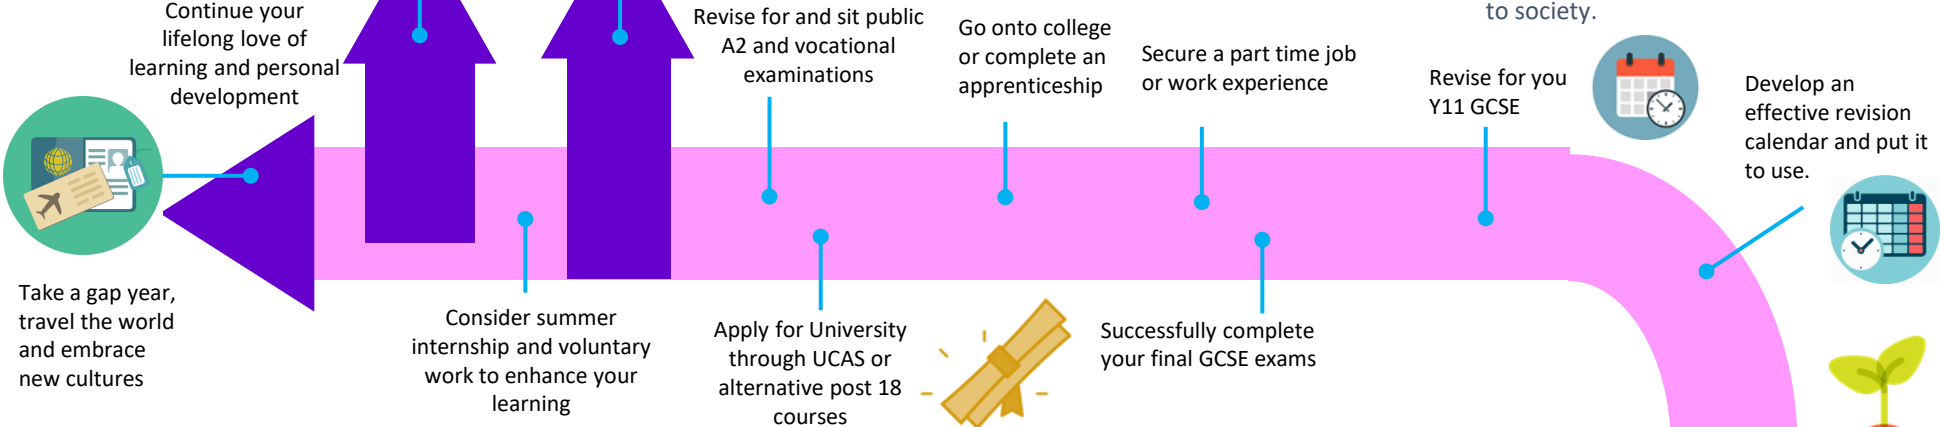 Continue your
lifelong love of
learning and personal
development
Revise for and sit public
A2 and vocational
examinations
Go onto college
or complete an
apprenticeship
Secure a part time job
or work experience
to society.
Revise for you
Y11 GCSE
Develop an
effective revision
calendar and put it
to use.
Take a gap year,
travel the world
and embrace
new cultures
Consider summer
internship and voluntary
work to enhance your
learning
Apply for University
through UCAS or
alternative post 18
courses
Successfully complete
your final GCSE exams